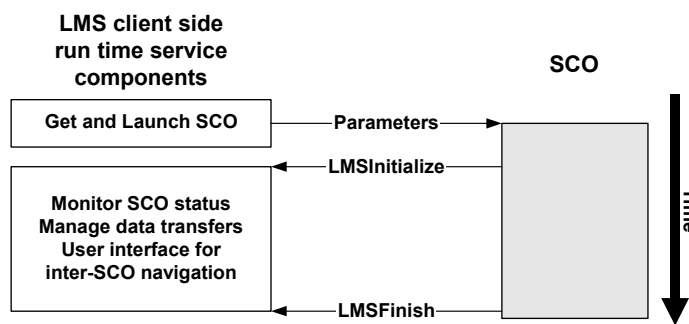 LMS client side
run time service
components
SCO
Get and Launch SCO
Parameters
LMSInitialize
Monitor SCO status
Manage data transfers
User interface for
inter-SCO navigation
LMSFinish